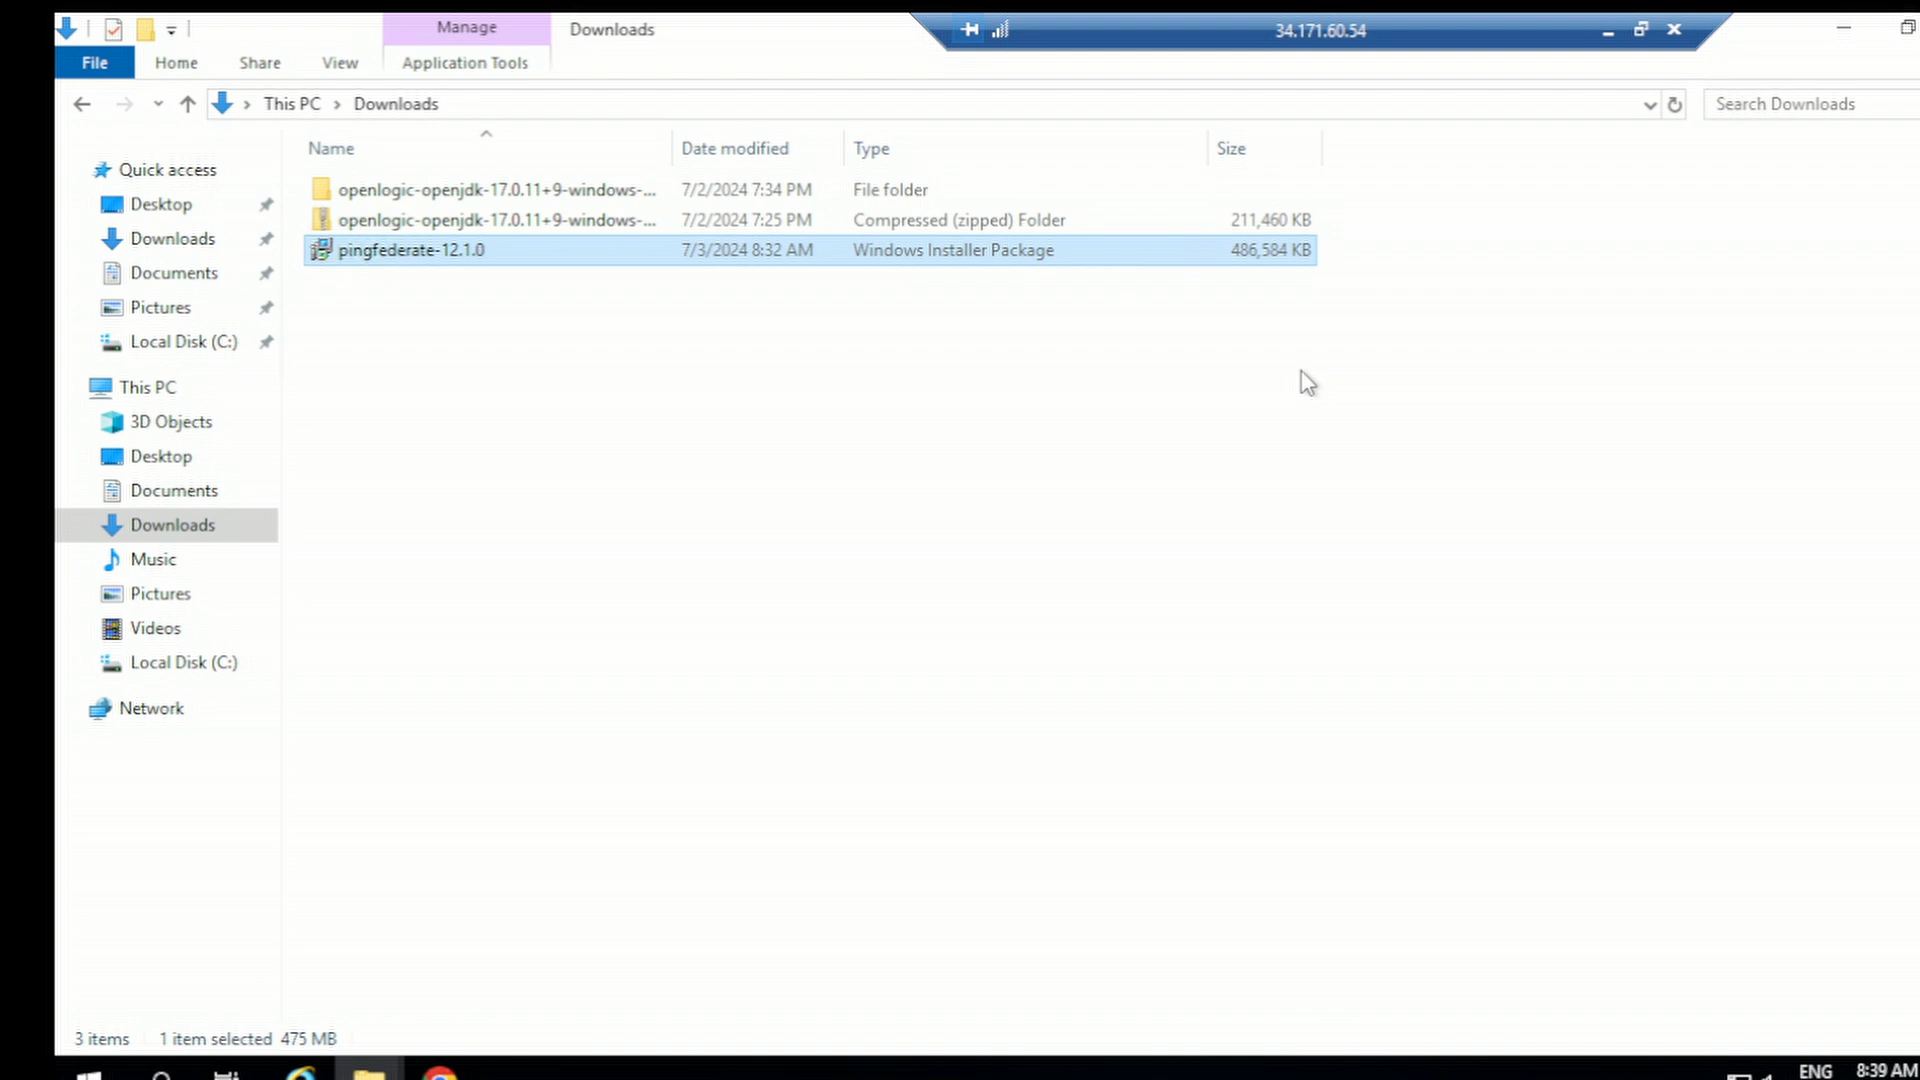 Manage
Downloads
34.171.60.54
File
Home
Share
View
Application Tools
This PC
Downloads
Search Downloads
Name
Date modified
Type
Size
openlogic-openjdk-17.0.11+9-windows-...
7/2/2024 7:34 PM
File folder
openlogic-openjdk-17.0.11+9-windows-...
7/2/2024 7:25 PM
Compressed (zipped) Folder
211,460 KB
pingfederate-12.1.0
7/3/2024 8:32 AM
Windows Installer Package
486,584 KB
Quick access
Desktop
Downloads
Documents
Pictures
Local Disk (C:)
This PC
3D Objects
Desktop
Documents
Downloads
Music
Pictures
Videos
Local Disk (C:)
Network
3 items
1 item selected 475 MB
ENG
8:39 AM